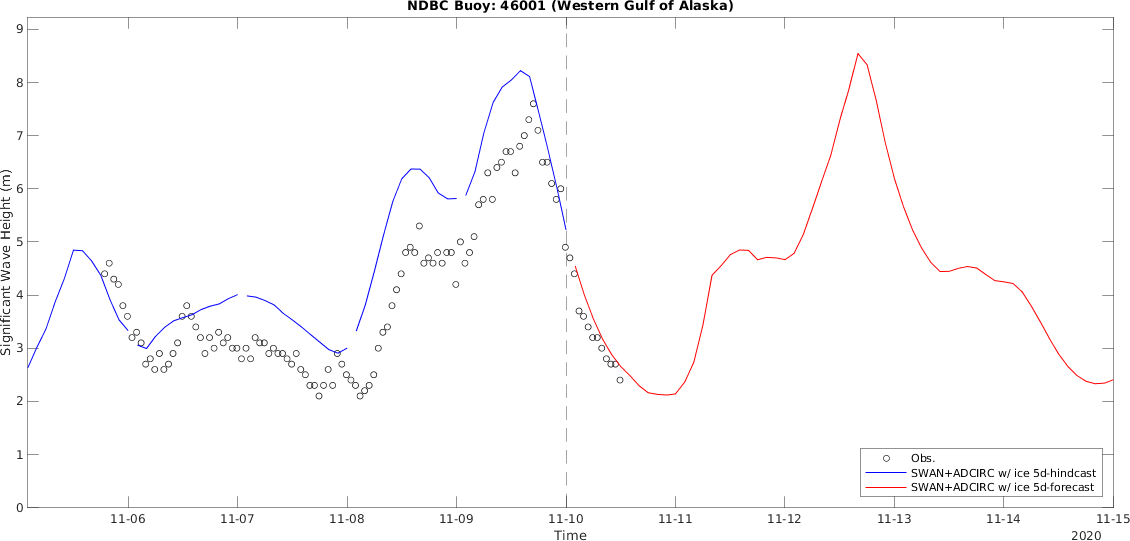 NDBC Buoy: 46001 (Western Gulf of Alaska)
Significant Wave Height (m)
9
8
7
6
5
4
3
2
1
0
Obs.
SWAN+ADCIRC w/ ice 5d-hindcast
SWAN+ADCIRC w/ ice 5d-forecast
11-06 11-07 11-08 11-09 11-10 11-11 11-12 11-13 11-14 11-15
Time
2020